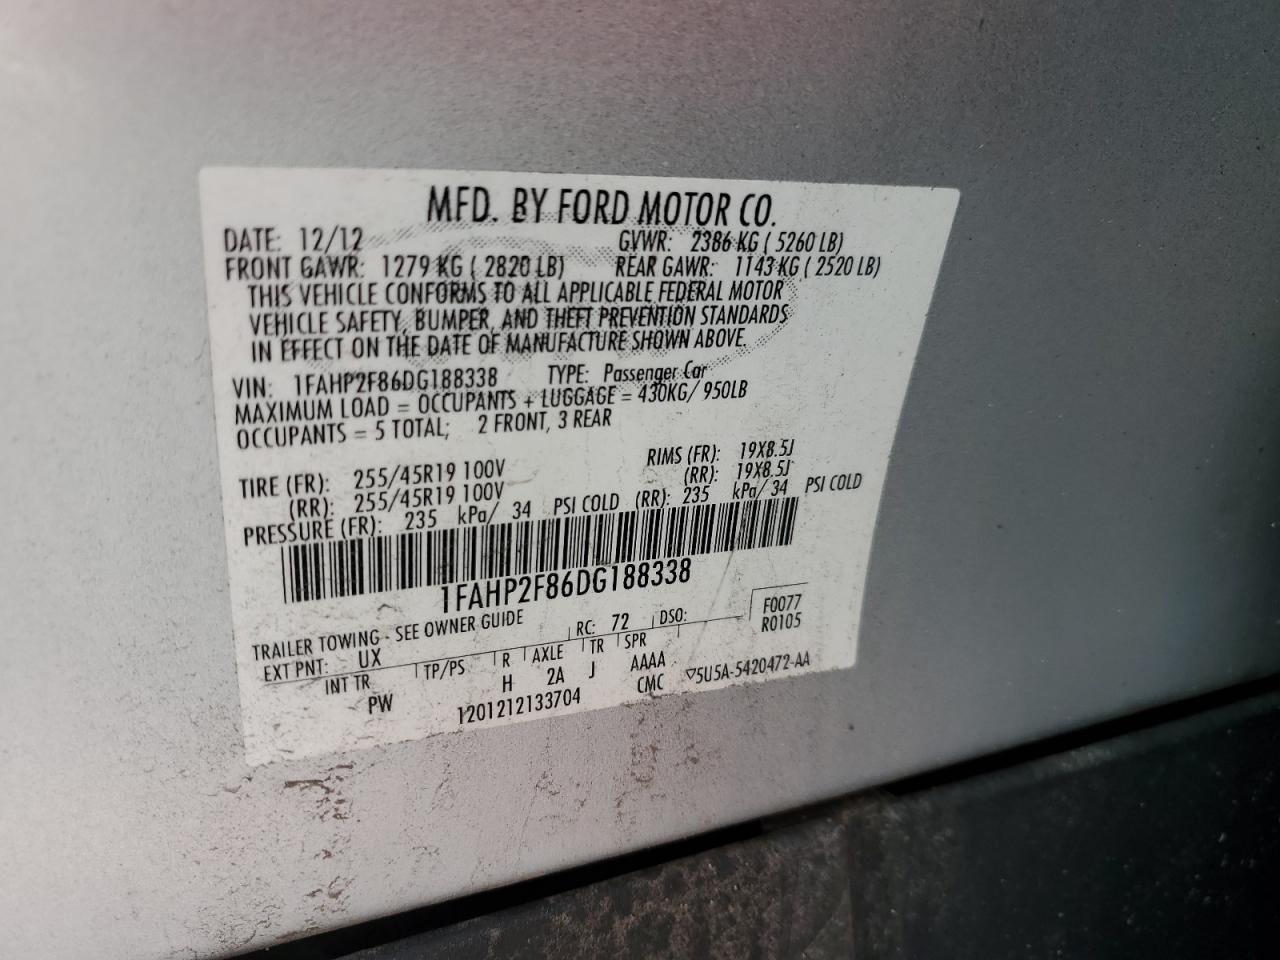 MFD. BY FORD MOTOR CO.
DATE: 12/12 GVWR: 2386 KG ( 5260 LB)
FRONT GAWR: 1279 KG ( 2820 LB) REAR GAWR: 1143 KG ( 2520 LB)
THIS VEHICLE CONFORMS TO ALL APPLICABLE FEDERAL MOTOR
VEHICLE SAFETY, BUMPER, AND THEFT PREVENTION STANDARDS
IN EFFECT ON THE DATE OF MANUFACTURE SHOWN ABOVE.
VIN: 1FAHP2F86DG188338 TYPE: Passenger Car
MAXIMUM LOAD = OCCUPANTS + LUGGAGE = 430KG/ 950LB
OCCUPANTS = 5 TOTAL; 2 FRONT, 3 REAR
TIRE (FR): 255/45R19 100V RIMS (FR): 19X8.5J
(RR): 255/45R19 100V (RR): 19X8.5J
PRESSURE (FR): 235 kPa/ 34 PSI COLD (RR): 235 kPa/ 34 PSI COLD
1FAHP2F86DG188338
TRAILER TOWING - SEE OWNER GUIDE
EXT PNT: UX RC: 72 DSO: F0077
R0105
INT TR TP/PS R AXLE TR SPR
PW H 2A J AAAA
1201212133704 CMC ▽5U5A-5420472-AA